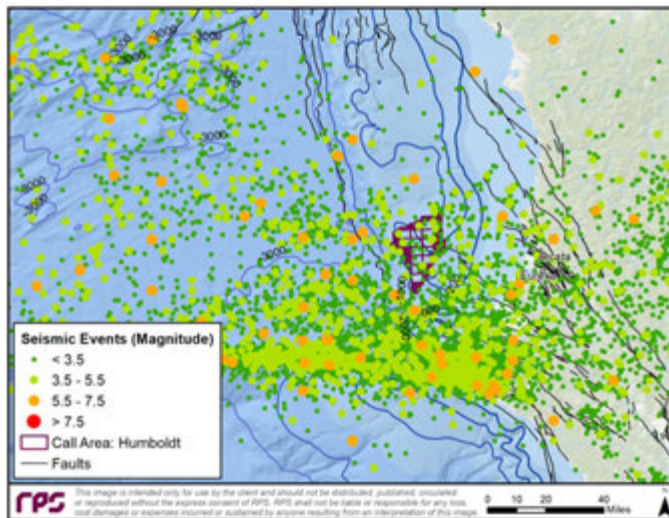 3000
3000
3000
3000
3000
Arcata
Seismic Events (Magnitude)
< 3.5
3.5 - 5.5
5.5 - 7.5
> 7.5
Call Area: Humboldt
Faults
RPS
This image is intended only for use by the client and should not be distributed, published, circulated
or reproduced without the express consent of RPS. RPS shall not be liable or responsible for any loss,
cost damages or expenses incurred or sustained by anyone resulting from an interpretation of this image.
0 20 40
Miles
N